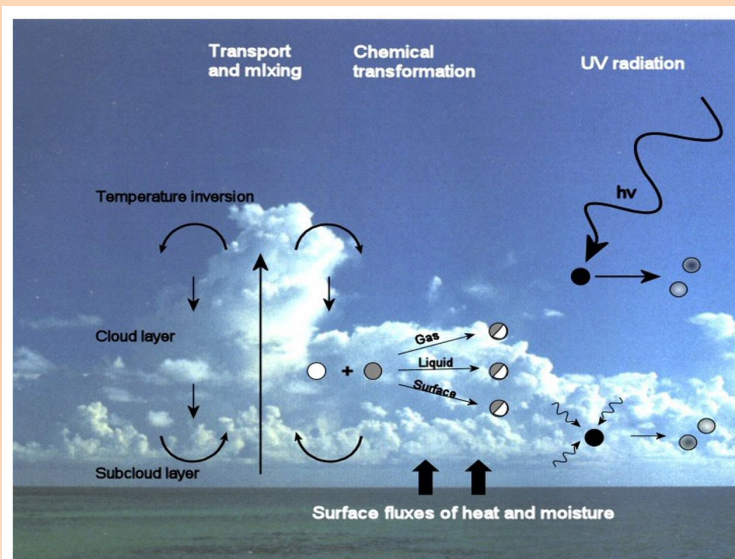 Transport
and mIxing
Chemical
transformation
UV radiation
Temperature inversion
hν
Cloud layer
Gas
+
Liquid
Surface
Subcloud layer
Surface fluxes of heat and moisture